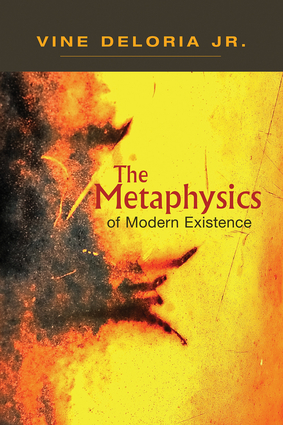 VINE DELORIA JR.
The
Metaphysics
of Modern Existence